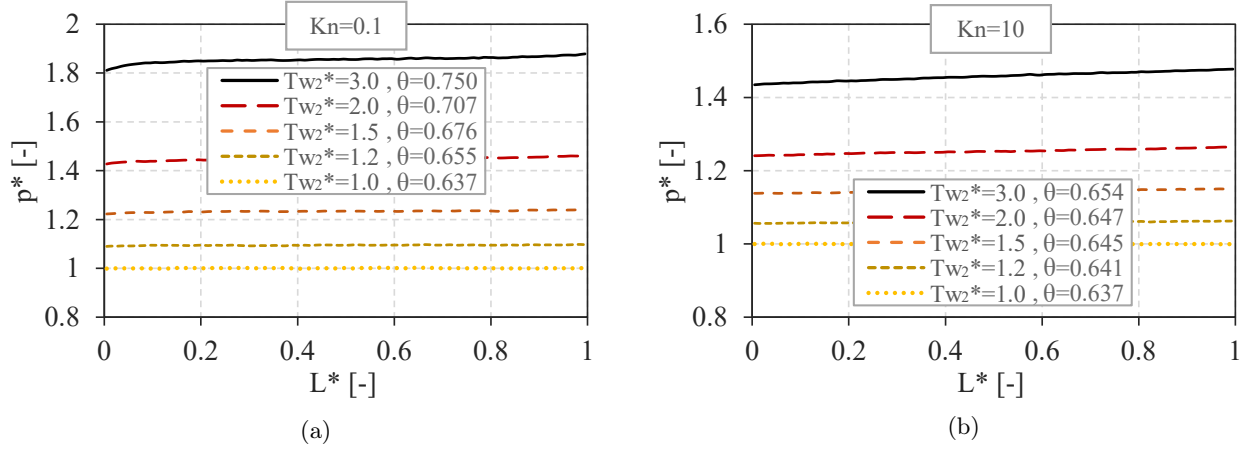 Kn=0.1
p* [-]
2
1.8
1.6
1.4
1.2
1
0.8
Tw2*=3.0 , θ=0.750
Tw2*=2.0 , θ=0.707
Tw2*=1.5 , θ=0.676
Tw2*=1.2 , θ=0.655
Tw2*=1.0 , θ=0.637
0 0.2 0.4 0.6 0.8 1
L* [-]
(a)
Kn=10
p* [-]
1.6
1.4
1.2
1
0.8
Tw2*=3.0 , θ=0.654
Tw2*=2.0 , θ=0.647
Tw2*=1.5 , θ=0.645
Tw2*=1.2 , θ=0.641
Tw2*=1.0 , θ=0.637
0 0.2 0.4 0.6 0.8 1
L* [-]
(b)